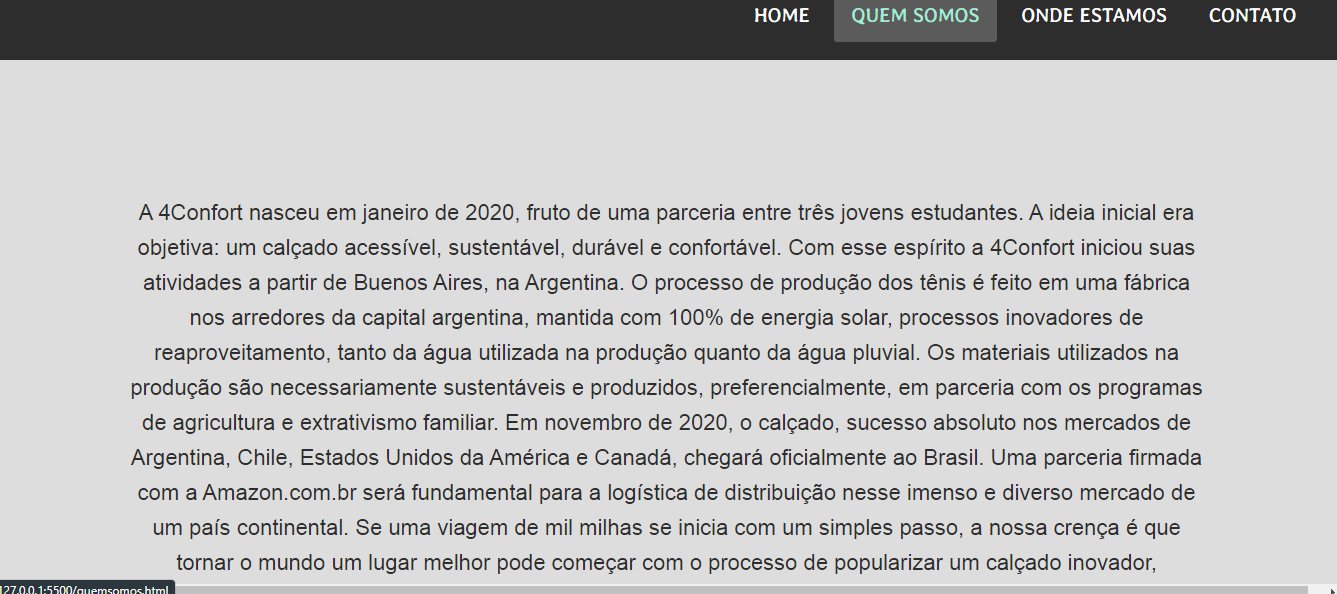 HOME QUEM SOMOS ONDE ESTAMOS CONTATO
A 4Confort nasceu em janeiro de 2020, fruto de uma parceria entre três jovens estudantes. A ideia inicial era
objetiva: um calçado acessível, sustentável, durável e confortável. Com esse espírito a 4Confort iniciou suas
atividades a partir de Buenos Aires, na Argentina. O processo de produção dos tênis é feito em uma fábrica
nos arredores da capital argentina, mantida com 100% de energia solar, processos inovadores de
reaproveitamento, tanto da água utilizada na produção quanto da água pluvial. Os materiais utilizados na
produção são necessariamente sustentáveis e produzidos, preferencialmente, em parceria com os programas
de agricultura e extrativismo familiar. Em novembro de 2020, o calçado, sucesso absoluto nos mercados de
Argentina, Chile, Estados Unidos da América e Canadá, chegará oficialmente ao Brasil. Uma parceria firmada
com a Amazon.com.br será fundamental para a logística de distribuição nesse imenso e diverso mercado de
um país continental. Se uma viagem de mil milhas se inicia com um simples passo, a nossa crença é que
tornar o mundo um lugar melhor pode começar com o processo de popularizar um calçado inovador,
127.0.0.1:5500/quemsomos.html